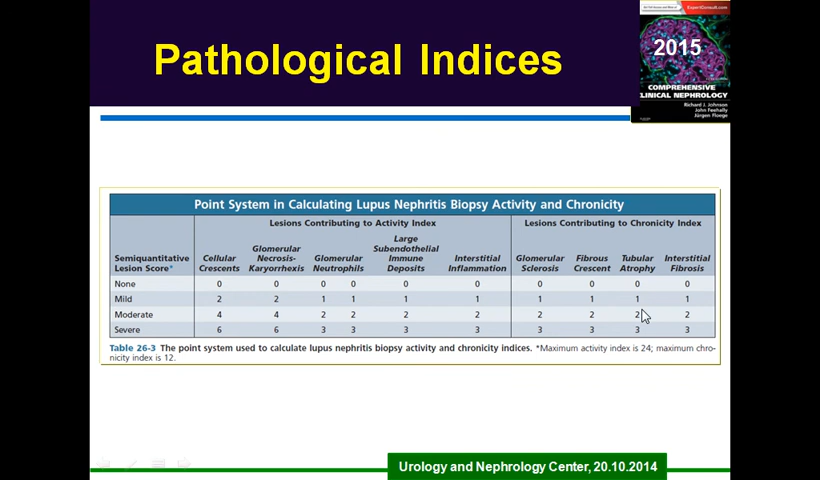 Pathological Indices
ExpertConsult.com
2015
COMPREHENSIVE
CLINICAL NEPHROLOGY
Richard J. Johnson
John Feehally
Jürgen Floege
Point System in Calculating Lupus Nephritis Biopsy Activity and Chronicity
Lesions Contributing to Activity Index Lesions Contributing to Chronicity Index
Semiquantitative Lesion Score* Cellular Crescents Glomerular Necrosis-Karyorrhexis Glomerular Neutrophils Large Subendothelial Immune Deposits Interstitial Inflammation Glomerular Sclerosis Fibrous Crescent Tubular Atrophy Interstitial Fibrosis
None 0 0 0 0 0 0 0 0 0 0
Mild 2 2 1 1 1 1 1 1 1 1
Moderate 4 4 2 2 2 2 2 2 2 2
Severe 6 6 3 3 3 3 3 3 3 3
Table 26-3 The point system used to calculate lupus nephritis biopsy activity and chronicity indices. *Maximum activity index is 24; maximum chro-
nicity index is 12.
Urology and Nephrology Center, 20.10.2014